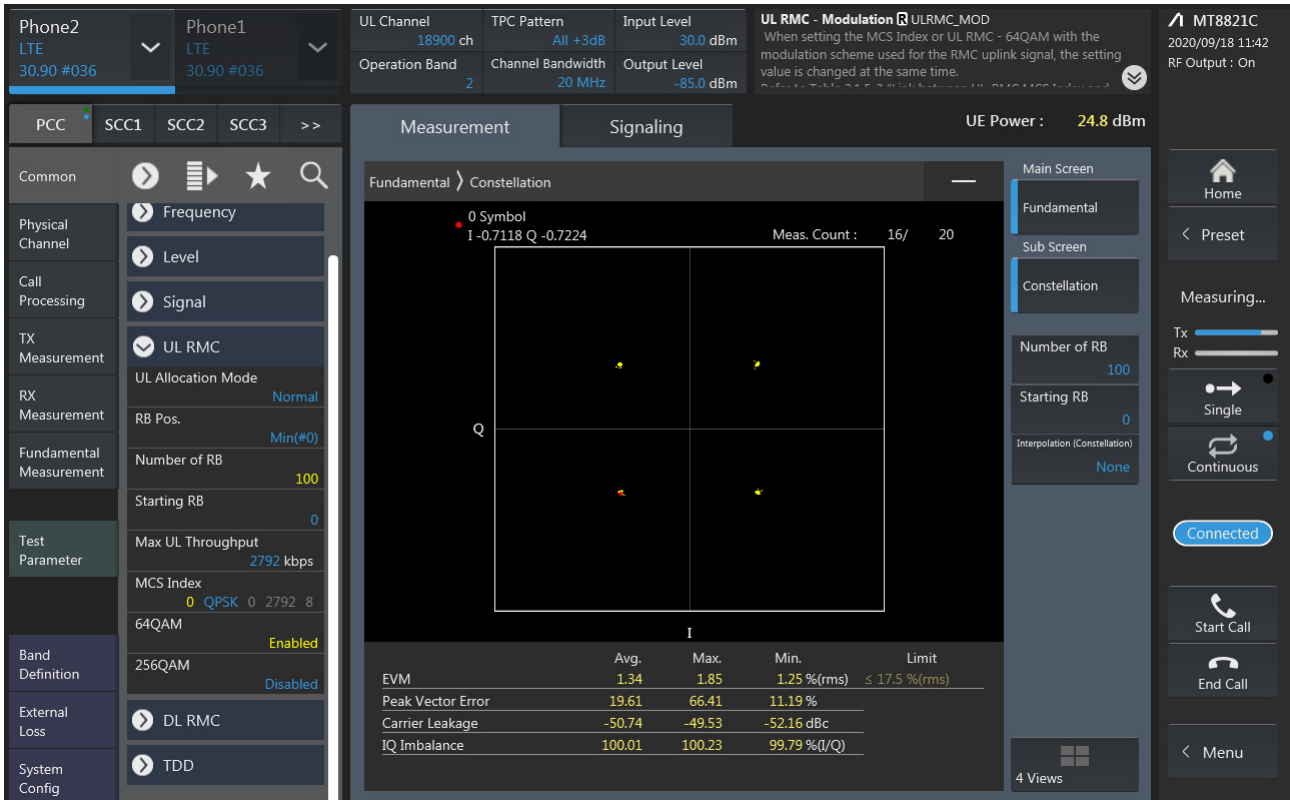 Phone2
LTE
30.90 #036
Phone1
LTE
30.90 #036
UL Channel
18900 ch
TPC Pattern
All +3dB
Input Level
30.0 dBm
Operation Band
2
Channel Bandwidth
20 MHz
Output Level
-85.0 dBm
UL RMC - Modulation R ULRMC_MOD
When setting the MCS Index or UL RMC - 64QAM with the
modulation scheme used for the RMC uplink signal, the setting
value is changed at the same time.
MT8821C
2020/09/18 11:42
RF Output : On
PCC SCC1 SCC2 SCC3 >>
Measurement
Signaling
UE Power : 24.8 dBm
Common
Physical
Channel
Call
Processing
TX
Measurement
RX
Measurement
Fundamental
Measurement
Test
Parameter
Band
Definition
External
Loss
System
Config
Frequency
Level
Signal
UL RMC
UL Allocation Mode
Normal
RB Pos.
Min(#0)
Number of RB
100
Starting RB
0
Max UL Throughput
2792 kbps
MCS Index
0 QPSK 0 2792 8
64QAM
Enabled
256QAM
Disabled
DL RMC
TDD
Fundamental ⟩ Constellation
0 Symbol
I -0.7118 Q -0.7224
Meas. Count : 16/ 20
Q
I
Avg. Max. Min. Limit
EVM 1.34 1.85 1.25 %(rms) ≤ 17.5 %(rms)
Peak Vector Error 19.61 66.41 11.19 %
Carrier Leakage -50.74 -49.53 -52.16 dBc
IQ Imbalance 100.01 100.23 99.79 %(I/Q)
Main Screen
Fundamental
Sub Screen
Constellation
Number of RB
100
Starting RB
0
Interpolation (Constellation)
None
4 Views
Home
< Preset
Measuring...
Tx
Rx
Single
Continuous
Connected
Start Call
End Call
< Menu